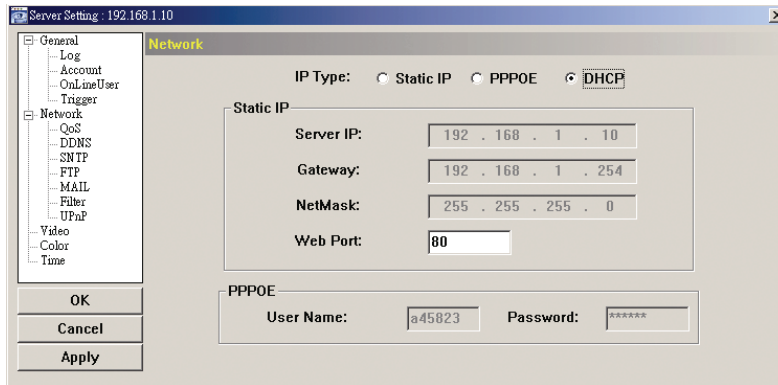 Server Setting : 192.168.1.10
General
Log
Account
OnLineUser
Trigger
Network
QoS
DDNS
SNTP
FTP
MAIL
Filter
UPnP
Video
Color
Time
OK
Cancel
Apply
Network
IP Type: Static IP PPPOE DHCP
Static IP
Server IP: 192 . 168 . 1 . 10
Gateway: 192 . 168 . 1 . 254
NetMask: 255 . 255 . 255 . 0
Web Port: 80
PPPOE
User Name: a45823 Password: ******